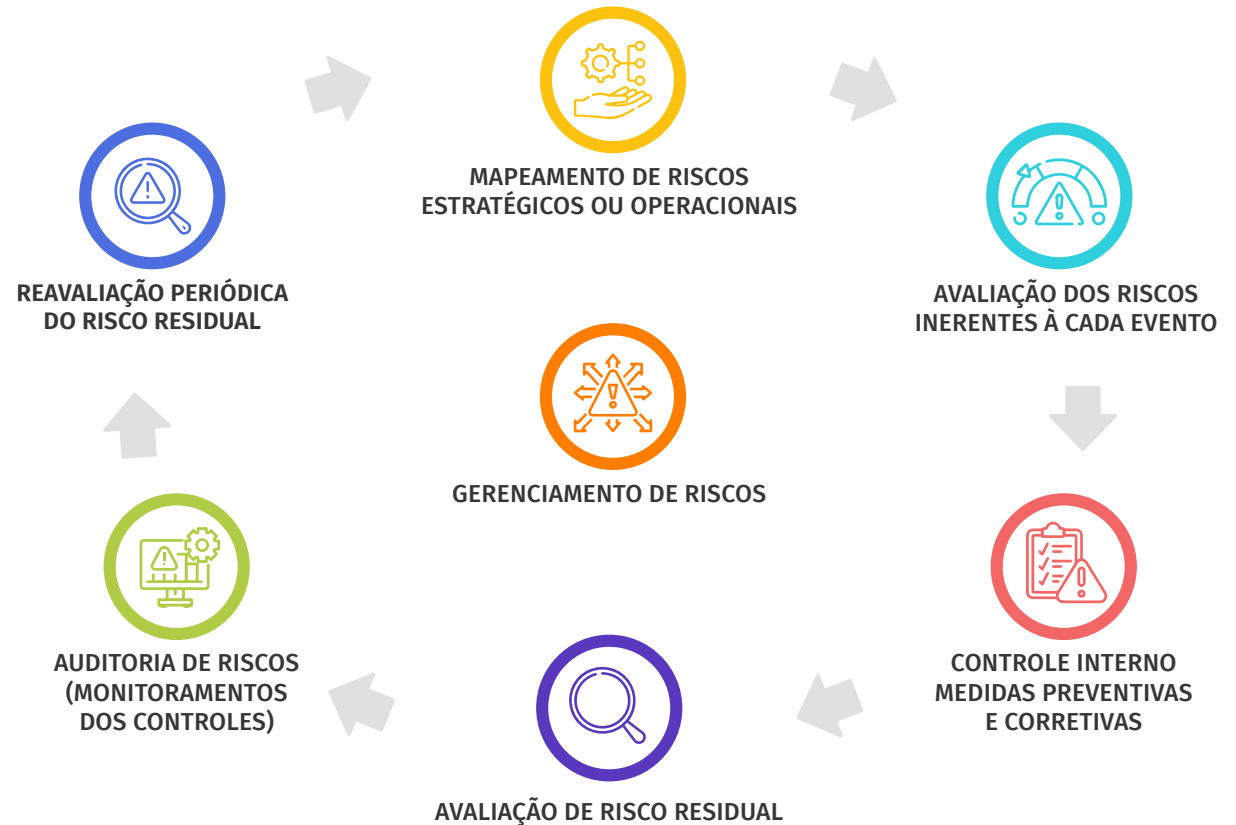 MAPEAMENTO DE RISCOS
ESTRATÉGICOS OU OPERACIONAIS
AVALIAÇÃO DOS RISCOS
INERENTES À CADA EVENTO
CONTROLE INTERNO
MEDIDAS PREVENTIVAS
E CORRETIVAS
AVALIAÇÃO DE RISCO RESIDUAL
AUDITORIA DE RISCOS
(MONITORAMENTOS
DOS CONTROLES)
REAVALIAÇÃO PERIÓDICA
DO RISCO RESIDUAL
GERENCIAMENTO DE RISCOS